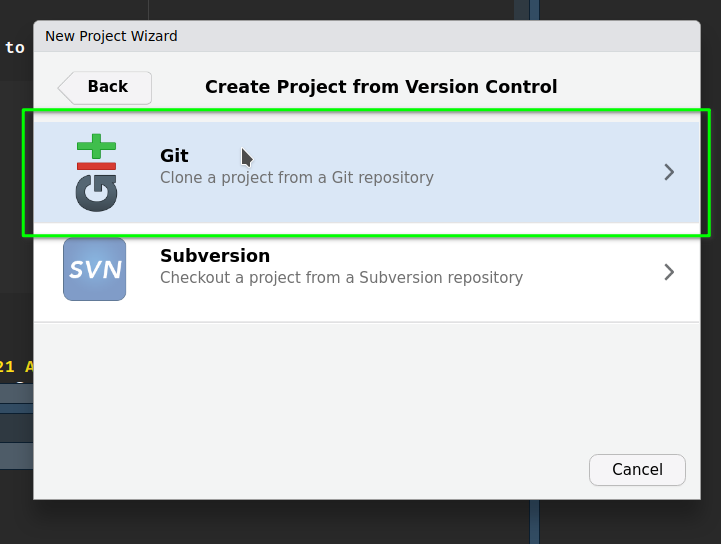 to
New Project Wizard
Back
Create Project from Version Control
Git
Git
Clone a project from a Git repository
SVN
Subversion
Checkout a project from a Subversion repository
21 A
Cancel